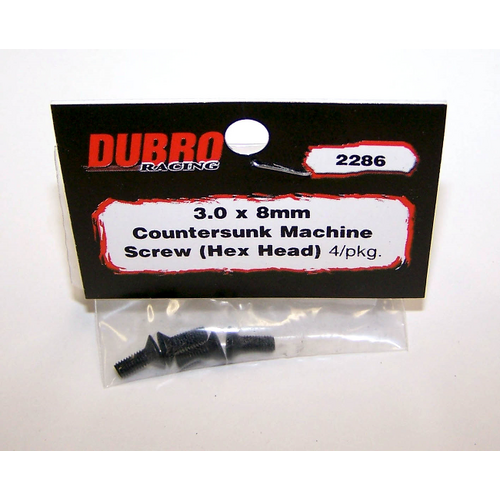 DUBRO
RACING
2286
3.0 x 8mm
Countersunk Machine
Screw (Hex Head) 4/pkg.